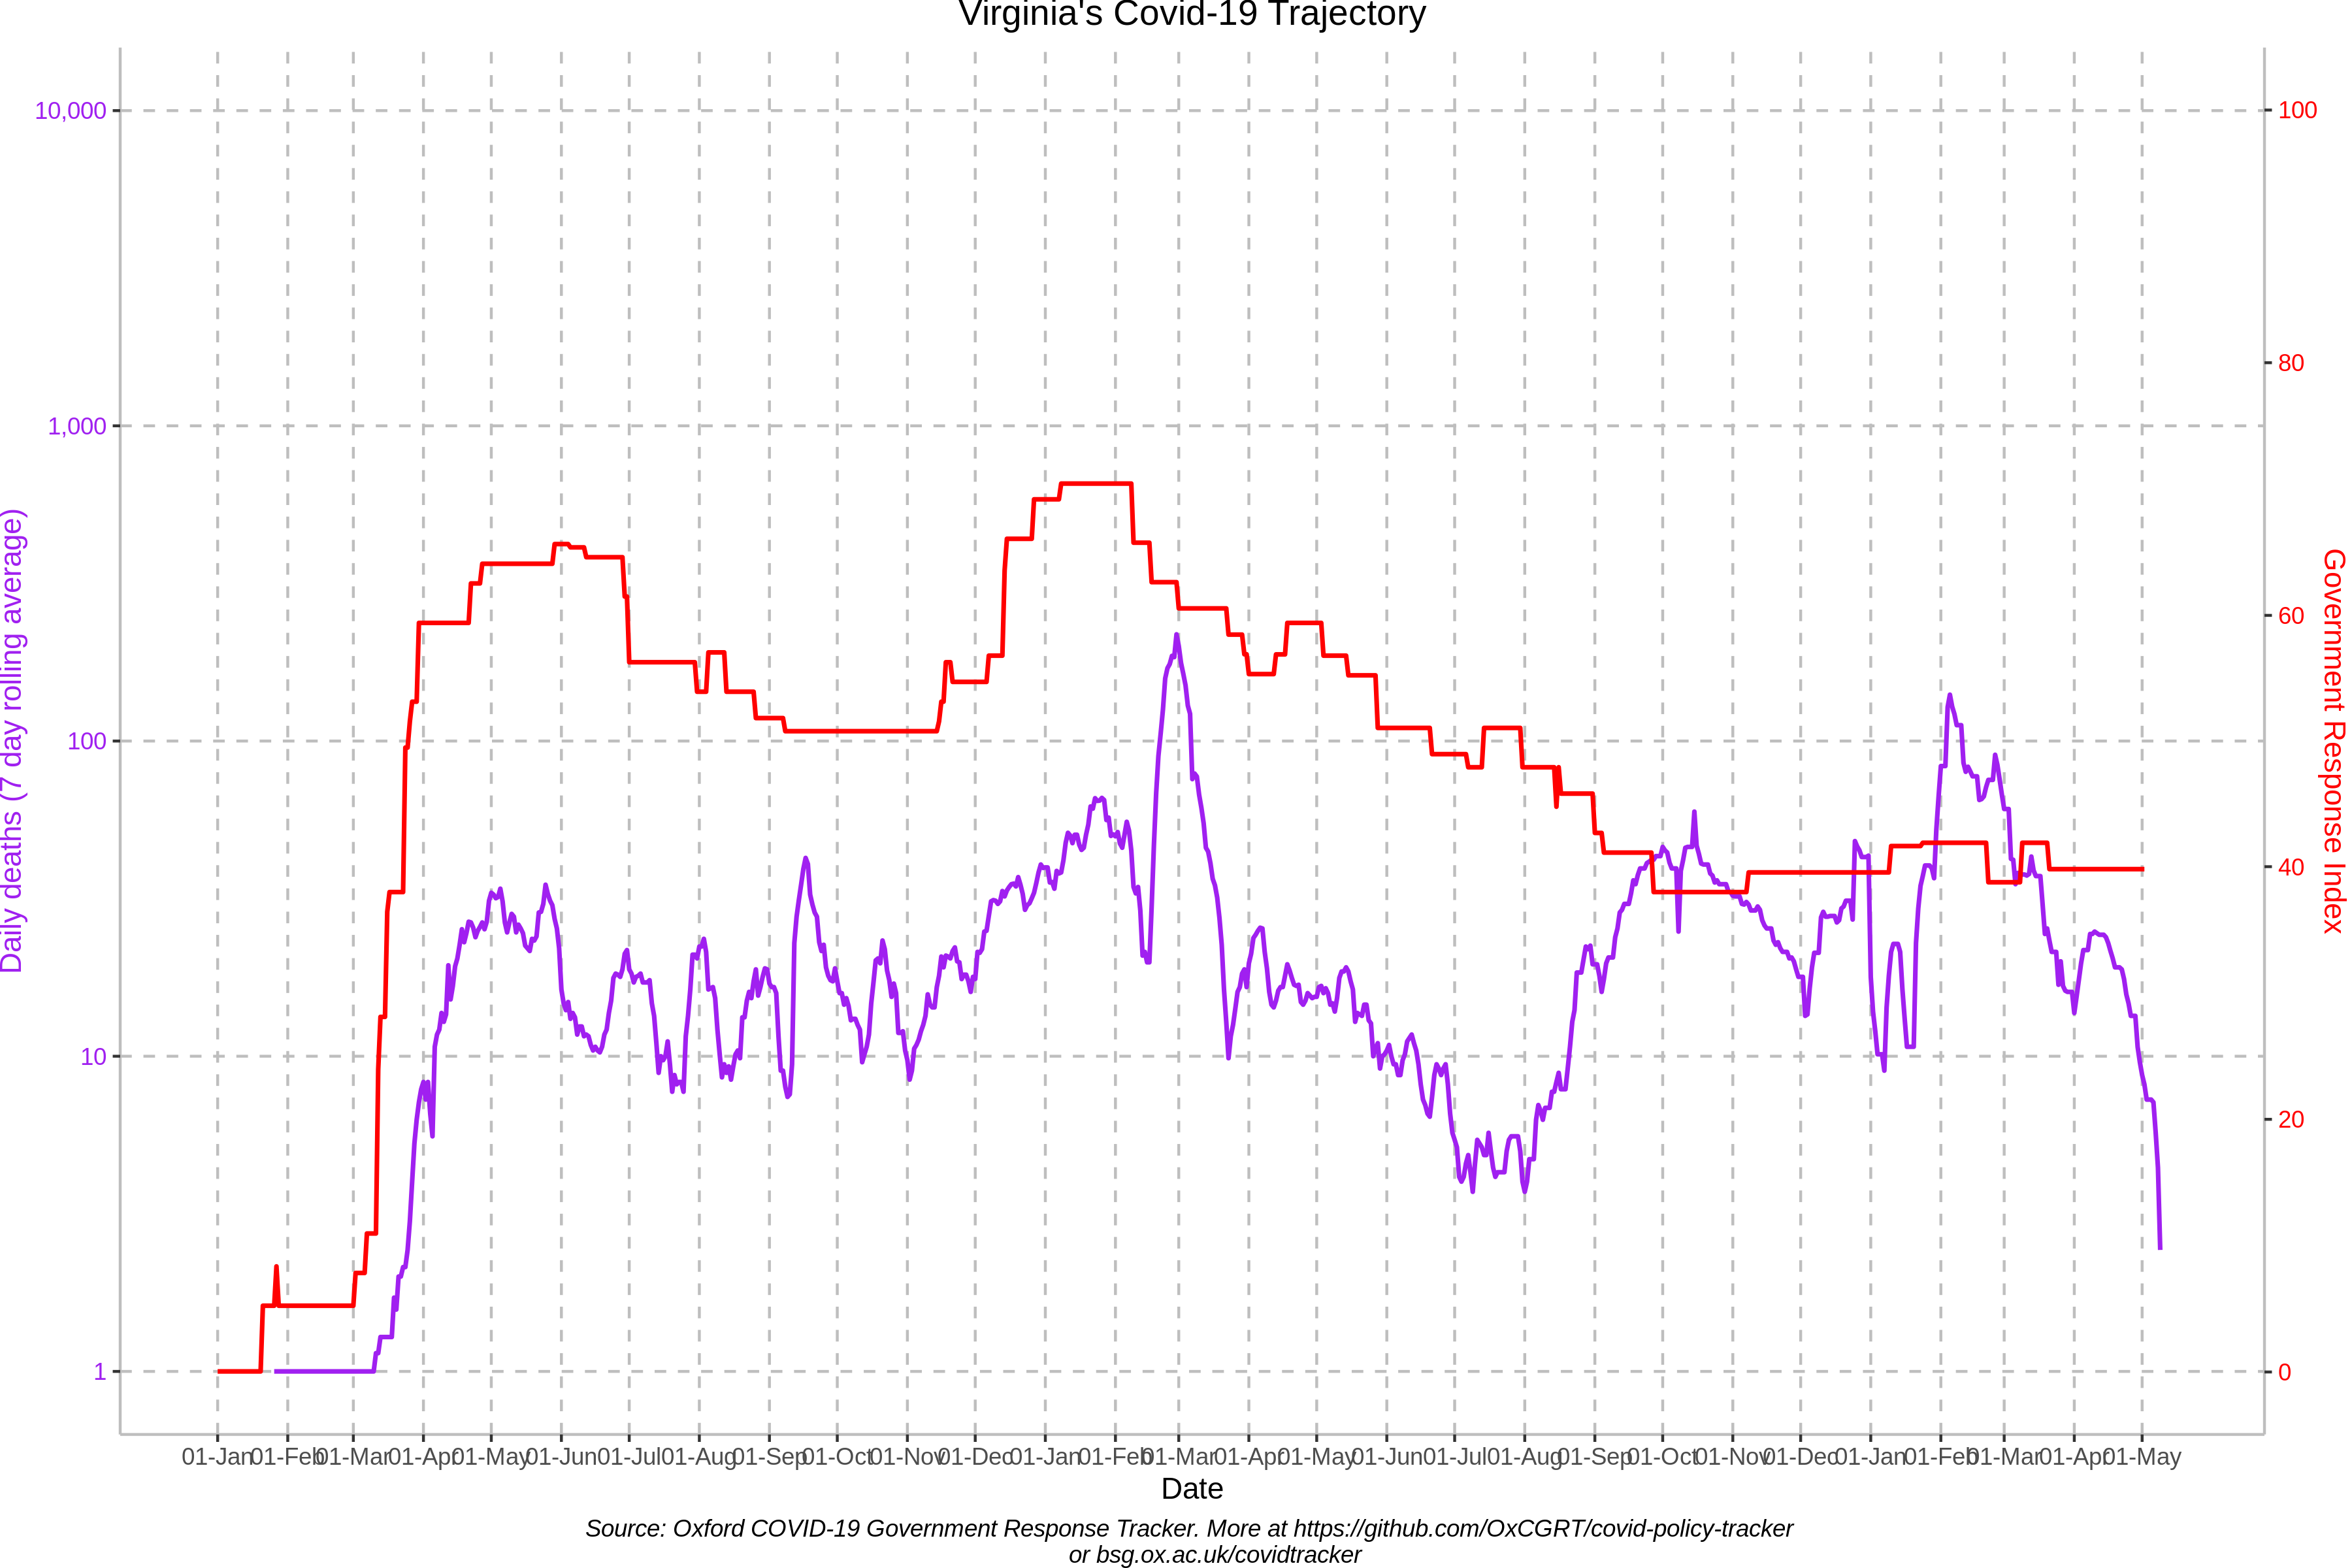 Virginia's Covid-19 Trajectory
10,000
1,000
100
10
1
Daily deaths (7 day rolling average)
100
80
60
40
20
0
Government Response Index
01-Jan 01-Feb 01-Mar 01-Apr 01-May 01-Jun 01-Jul 01-Aug 01-Sep 01-Oct 01-Nov 01-Dec 01-Jan 01-Feb 01-Mar 01-Apr 01-May 01-Jun 01-Jul 01-Aug 01-Sep 01-Oct 01-Nov 01-Dec 01-Jan 01-Feb 01-Mar 01-Apr 01-May
Date
Source: Oxford COVID-19 Government Response Tracker. More at https://github.com/OxCGRT/covid-policy-tracker
or bsg.ox.ac.uk/covidtracker